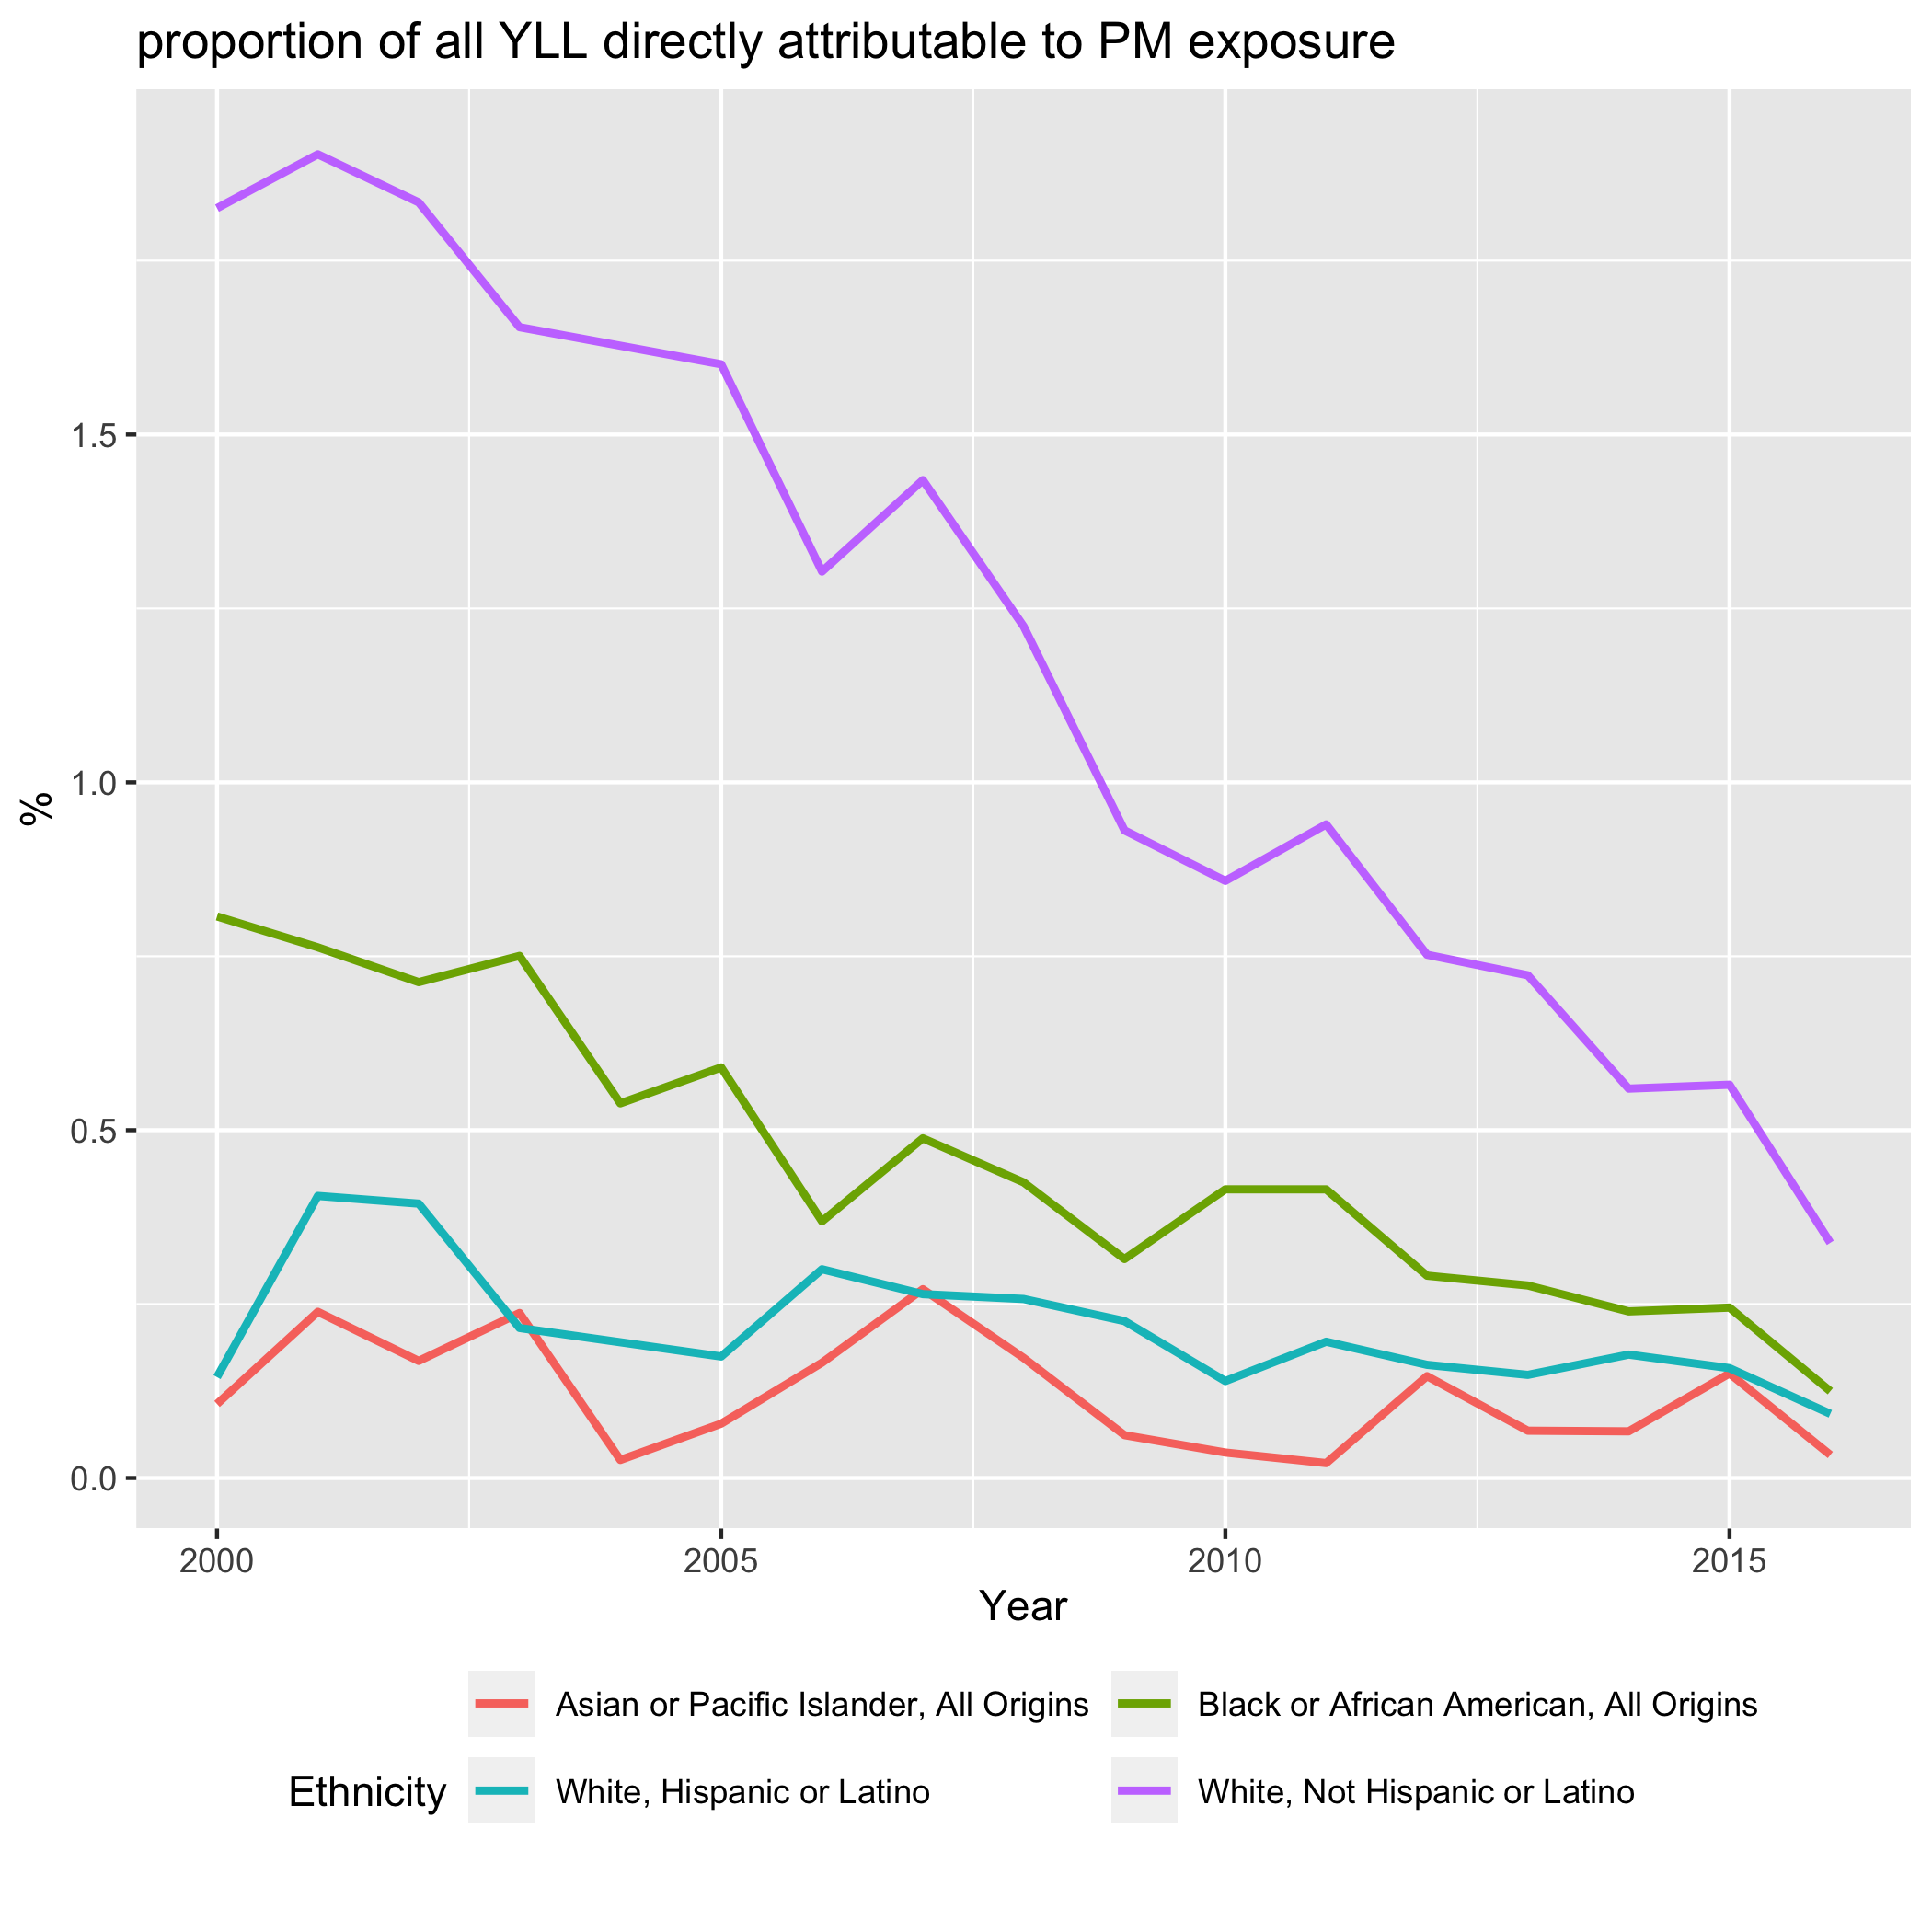 proportion of all YLL directly attributable to PM exposure
1.5
1.0
0.5
0.0
%
2000 2005 2010 2015
Year
Ethnicity
Asian or Pacific Islander, All Origins Black or African American, All Origins
White, Hispanic or Latino White, Not Hispanic or Latino